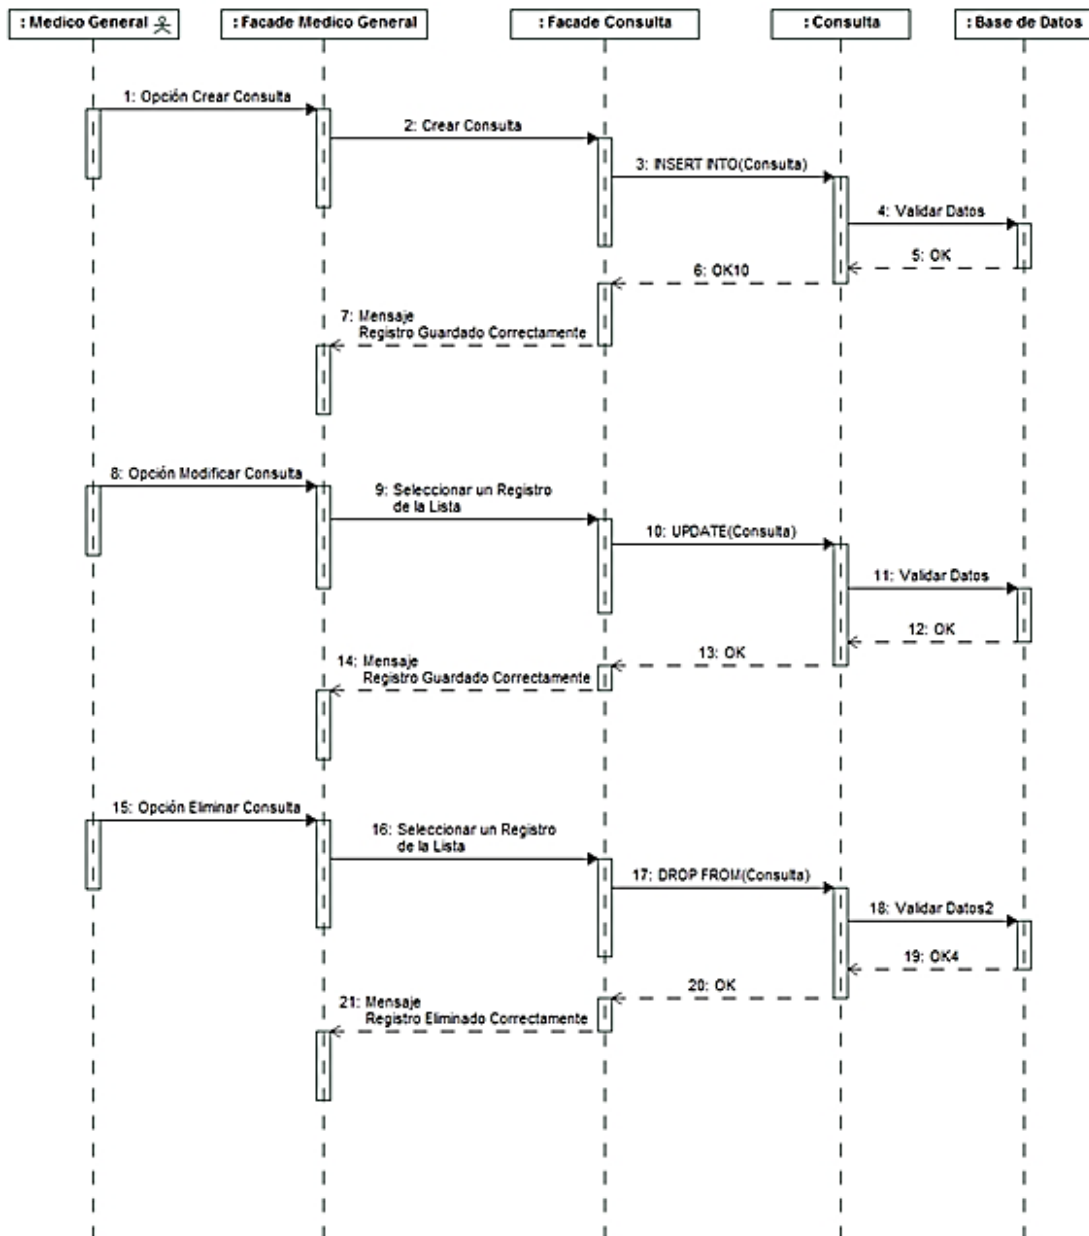 : Medico General
: Facade Medico General
: Facade Consulta
: Consulta
: Base de Datos
1: Opción Crear Consulta
2: Crear Consulta
3: INSERT INTO(Consulta)
4: Validar Datos
5: OK
6: OK10
7: Mensaje
Registro Guardado Correctamente
8: Opción Modificar Consulta
9: Seleccionar un Registro
de la Lista
10: UPDATE(Consulta)
11: Validar Datos
12: OK
13: OK
14: Mensaje
Registro Guardado Correctamente
15: Opción Eliminar Consulta
16: Seleccionar un Registro
de la Lista
17: DROP FROM(Consulta)
18: Validar Datos2
19: OK4
20: OK
21: Mensaje
Registro Eliminado Correctamente